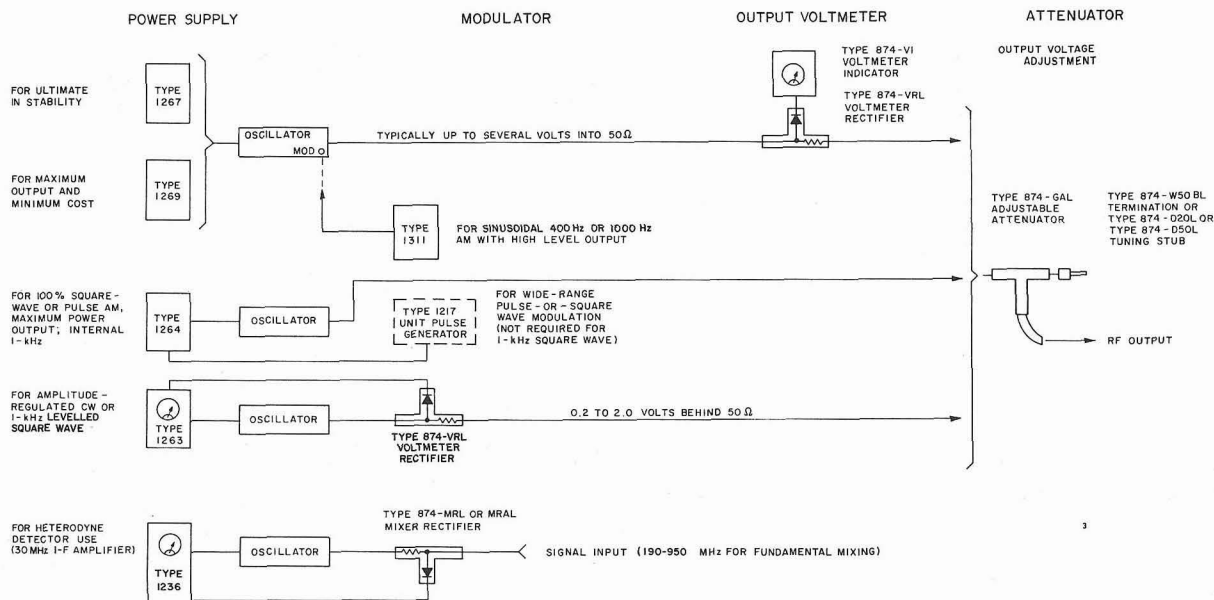 POWER SUPPLY
MODULATOR
OUTPUT VOLTMETER
ATTENUATOR
FOR ULTIMATE
IN STABILITY
TYPE
1267
FOR MAXIMUM
OUTPUT AND
MINIMUM COST
TYPE
1269
OSCILLATOR
MOD
TYPICALLY UP TO SEVERAL VOLTS INTO 50Ω
TYPE 874-VI
VOLTMETER
INDICATOR
TYPE 874-VRL
VOLTMETER
RECTIFIER
OUTPUT VOLTAGE
ADJUSTMENT
TYPE
1311
FOR SINUSOIDAL 400Hz OR 1000 Hz
AM WITH HIGH LEVEL OUTPUT
TYPE 874-GAL
ADJUSTABLE
ATTENUATOR
TYPE 874-W50BL
TERMINATION OR
TYPE 874-D20L OR
TYPE 874-D50L
TUNING STUB
RF OUTPUT
FOR 100% SQUARE-
WAVE OR PULSE AM,
MAXIMUM POWER
OUTPUT; INTERNAL
1-kHz
TYPE
1264
OSCILLATOR
TYPE 1217
UNIT PULSE
GENERATOR
FOR WIDE-RANGE
PULSE-OR-SQUARE
WAVE MODULATION
(NOT REQUIRED FOR
1-kHz SQUARE WAVE)
FOR AMPLITUDE-
REGULATED CW OR
1-kHz LEVELLED
SQUARE WAVE
TYPE
1263
OSCILLATOR
TYPE 874-VRL
VOLTMETER
RECTIFIER
0.2 TO 2.0 VOLTS BEHIND 50Ω
FOR HETERODYNE
DETECTOR USE
(30MHz I-F AMPLIFIER)
TYPE
1236
OSCILLATOR
TYPE 874-MRL OR MRAL
MIXER RECTIFIER
SIGNAL INPUT (190-950 MHz FOR FUNDAMENTAL MIXING)
3